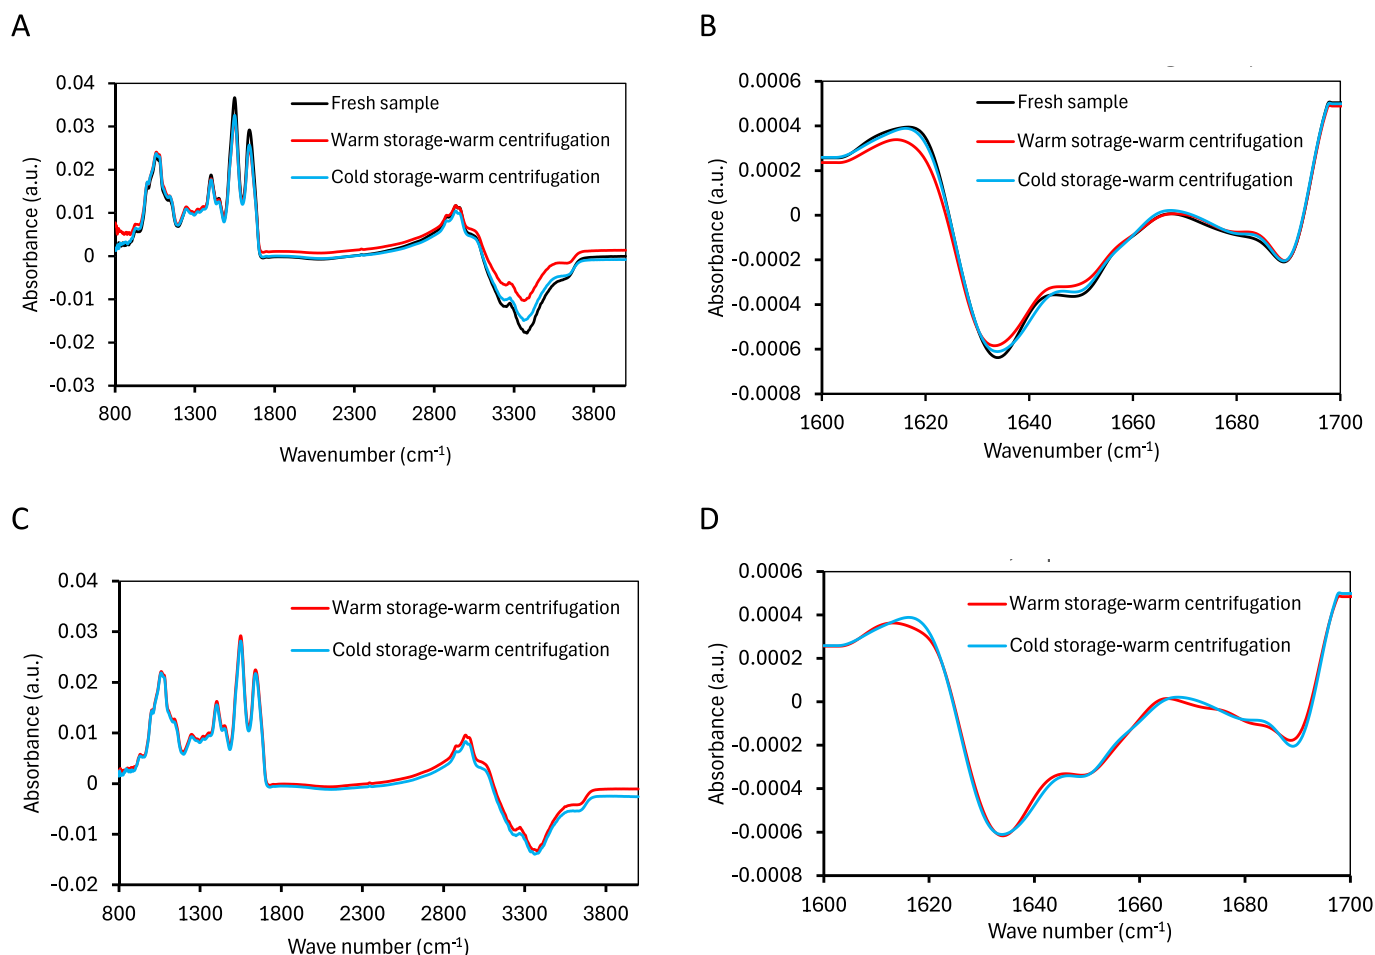 A
B
0.04
0.03
0.02
0.01
0
-0.01
-0.02
-0.03
Absorbance (a.u.)
Fresh sample
Warm storage-warm centrifugation
Cold storage-warm centrifugation
800 1300 1800 2300 2800 3300 3800
Wavenumber (cm-1)
0.0006
0.0004
0.0002
0
-0.0002
-0.0004
-0.0006
-0.0008
Absorbance (a.u.)
Fresh sample
Warm sotrage-warm centrifugation
Cold storage-warm centrifugation
1600 1620 1640 1660 1680 1700
Wavenumber (cm-1)
C
D
0.04
0.03
0.02
0.01
0
-0.01
-0.02
Absorbance (a.u.)
Warm storage-warm centrifugation
Cold storage-warm centrifugation
800 1300 1800 2300 2800 3300 3800
Wave number (cm-1)
0.0006
0.0004
0.0002
0
-0.0002
-0.0004
-0.0006
-0.0008
Absorbance (a.u.)
Warm storage-warm centrifugation
Cold storage-warm centrifugation
1600 1620 1640 1660 1680 1700
Wave number (cm-1)